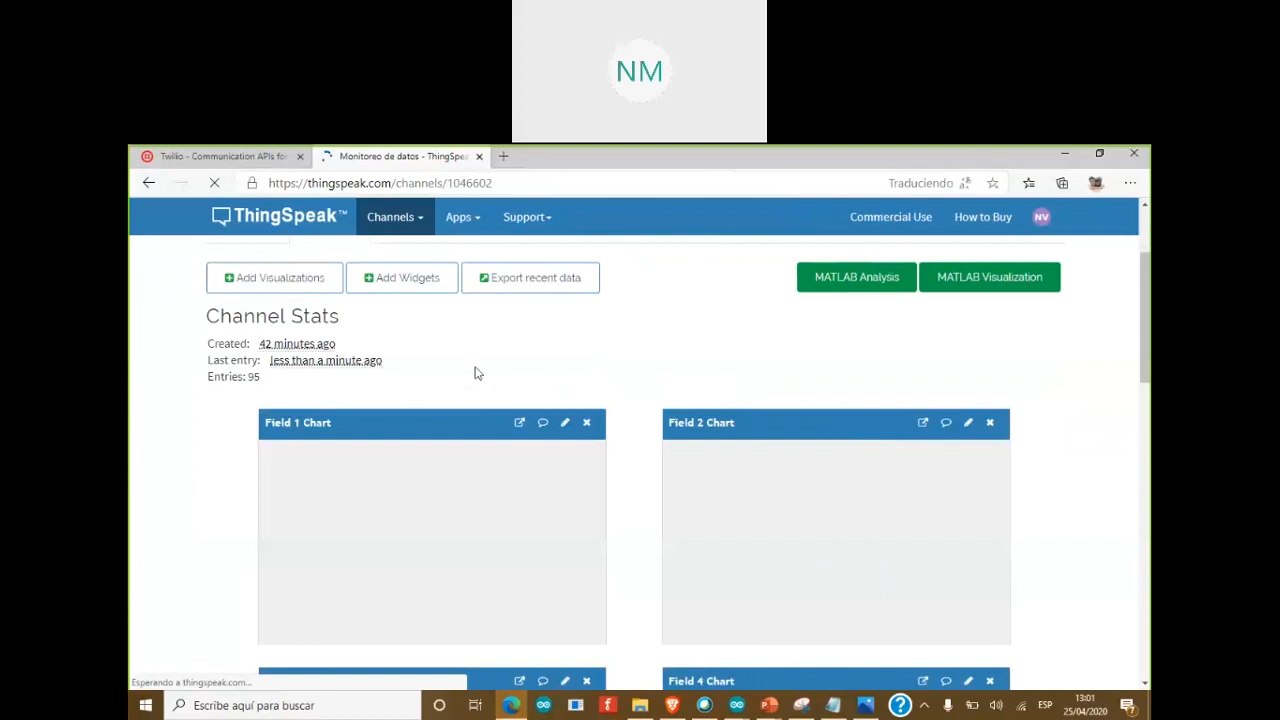 NM
Twilio - Communication APIs for
Monitoreo de datos - ThingSpea
https://thingspeak.com/channels/1046602
Traduciendo
ThingSpeak™
Channels
Apps
Support
Commercial Use
How to Buy
NV
Add Visualizations
Add Widgets
Export recent data
MATLAB Analysis
MATLAB Visualization
Channel Stats
Created: 42 minutes ago
Last entry: less than a minute ago
Entries: 95
Field 1 Chart
Field 2 Chart
Field 4 Chart
Esperando a thingspeak.com...
Escribe aquí para buscar
ESP
13:01
25/04/2020
7